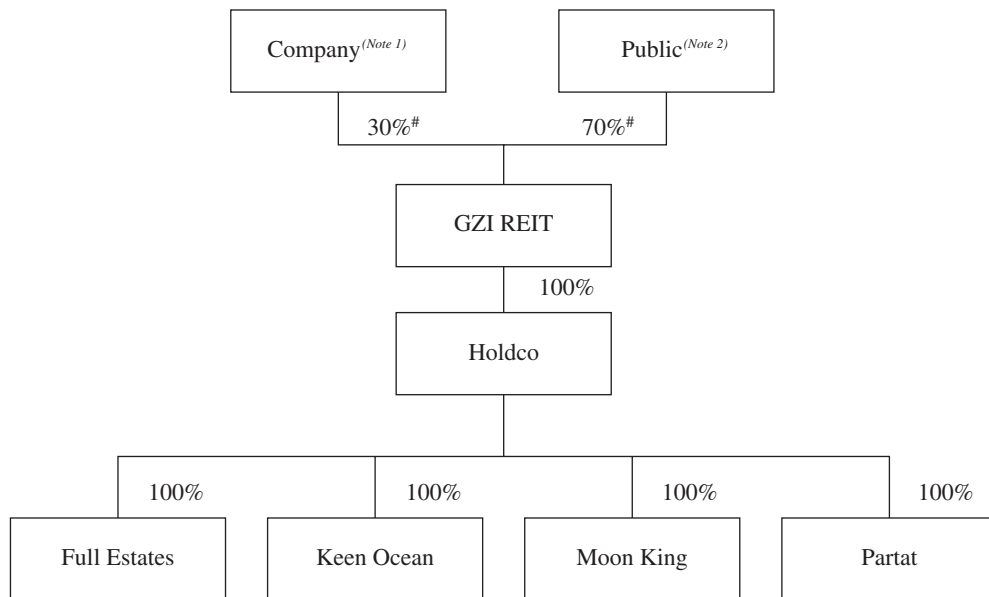 Company(Note 1)
Public(Note 2)
30%#
70%#
GZI REIT
100%
Holdco
100%
100%
100%
100%
Full Estates
Keen Ocean
Moon King
Partat